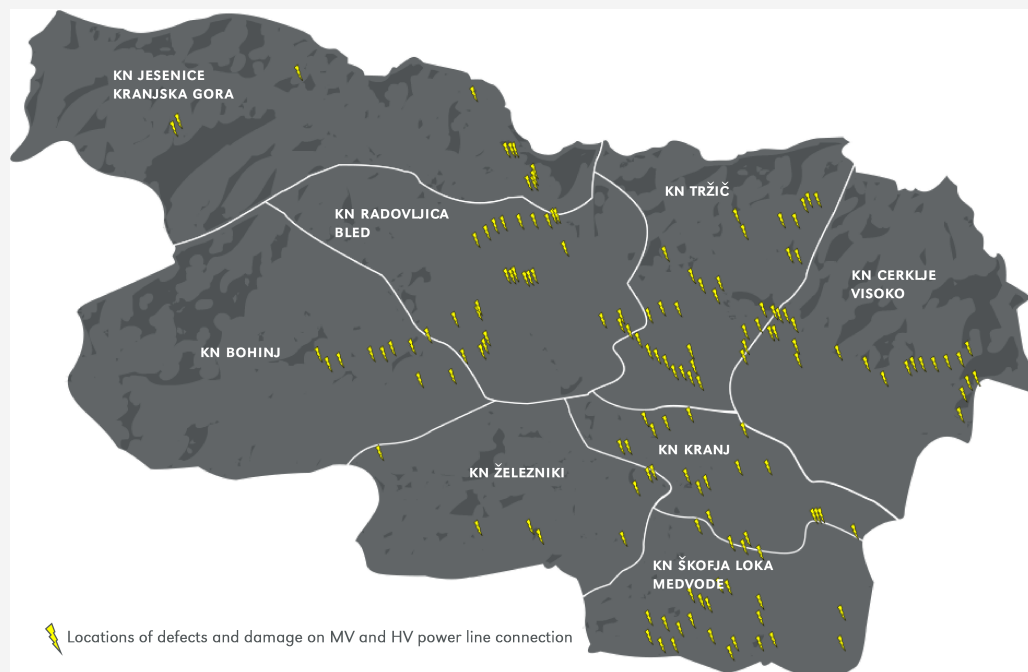 KN JESENICE
KRANJSKA GORA
KN TRŽIČ
KN RADOVLJICA
BLED
KN CERKLJE
VISOKO
KN BOHINJ
KN KRANJ
KN ŽELEZNIKI
KN ŠKOFJA LOKA
MEDVODE
Locations of defects and damage on MV and HV power line connection